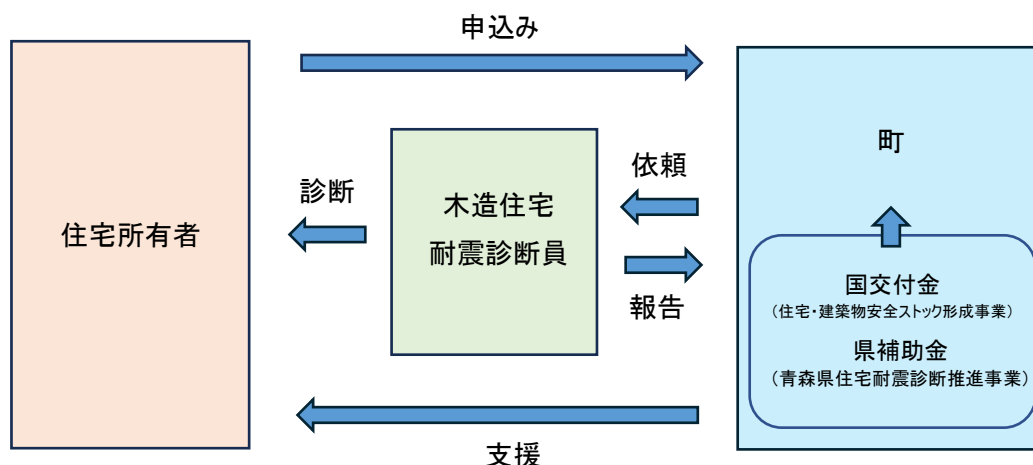 申込み
住宅所有者
診断
木造住宅
耐震診断員
依頼
報告
町
国交付金
（住宅・建築物安全ストック形成事業）
県補助金
（青森県住宅耐震診断推進事業）
支援